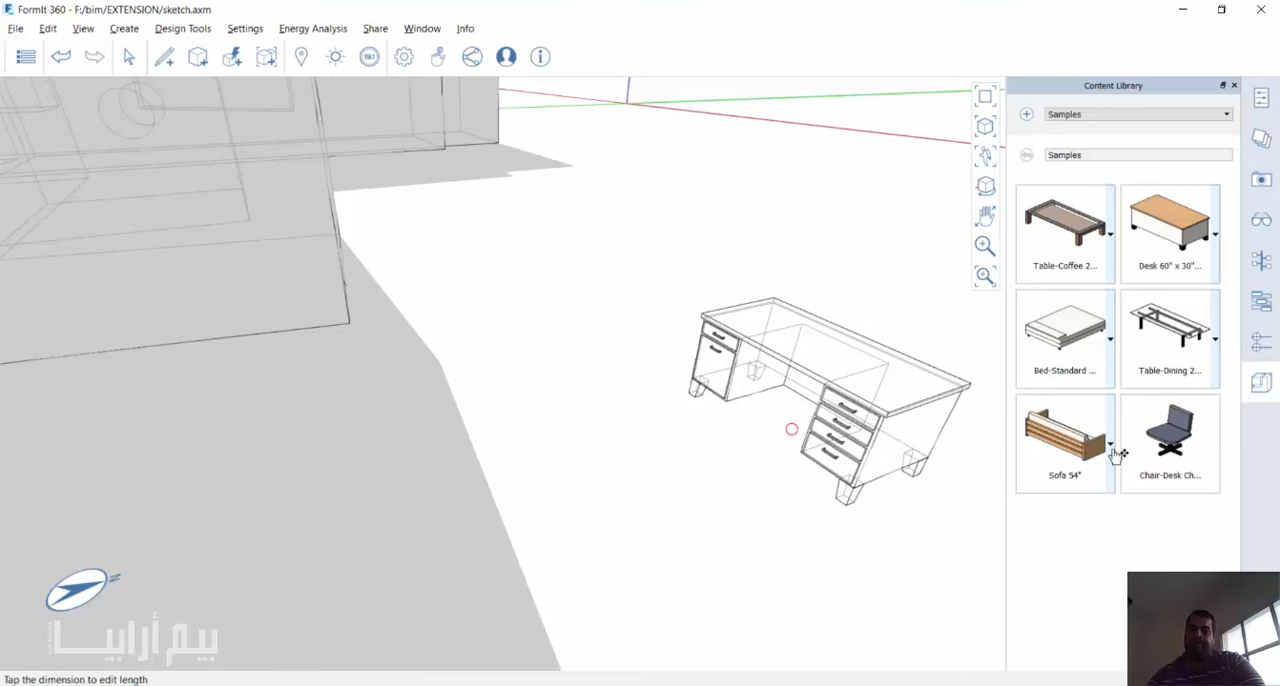 FormIt 360 - F:/bim/EXTENSION/sketch.axm
File Edit View Create Design Tools Settings Energy Analysis Share Window Info
19.1
Content Library
Samples
Samples
Table-Coffee 2... Desk 60" x 30"...
Bed-Standard ... Table-Dining 2...
Sofa 54" Chair-Desk Ch...
بيم أرابيا
Tap the dimension to edit length